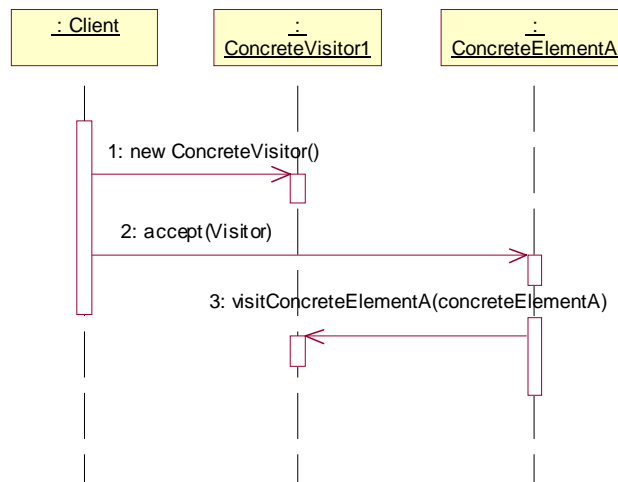 : Client
:
ConcreteVisitor1
:
ConcreteElementA
1: new ConcreteVisitor()
2: accept(Visitor)
3: visitConcreteElementA(concreteElementA)